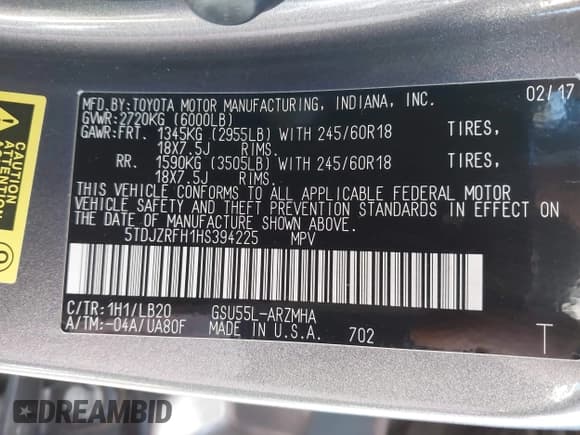 MFD.BY:TOYOTA MOTOR MANUFACTURING, INDIANA, INC. 02/17
GVWR:2720KG (6000LB)
GAWR:FRT. 1345KG (2955LB) WITH 245/60R18 TIRES,
18X7.5J RIMS.
RR. 1590KG (3505LB) WITH 245/60R18 TIRES,
18X7.5J RIMS.
THIS VEHICLE CONFORMS TO ALL APPLICABLE FEDERAL MOTOR
VEHICLE SAFETY AND THEFT PREVENTION STANDARDS IN EFFECT ON
THE DATE OF MANUFACTURE SHOWN ABOVE.
5TDJZRFH1HS394225 MPV
C/TR:1H1/LB20 GSU55L-ARZMHA
A/TM:-04A/UA80F MADE IN U.S.A. 702
T
CAUTION
DREAMBID